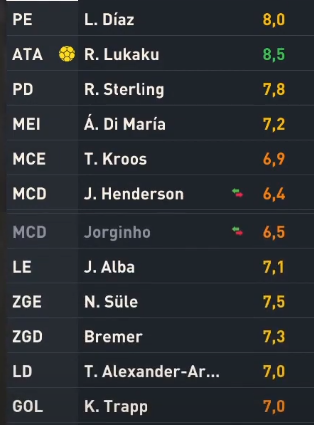 PE L. Díaz 8,0
ATA R. Lukaku 8,5
PD R. Sterling 7,8
MEI Á. Di María 7,2
MCE T. Kroos 6,9
MCD J. Henderson 6,4
MCD Jorginho 6,5
LE J. Alba 7,1
ZGE N. Süle 7,5
ZGD Bremer 7,3
LD T. Alexander-Ar... 7,0
GOL K. Trapp 7,0